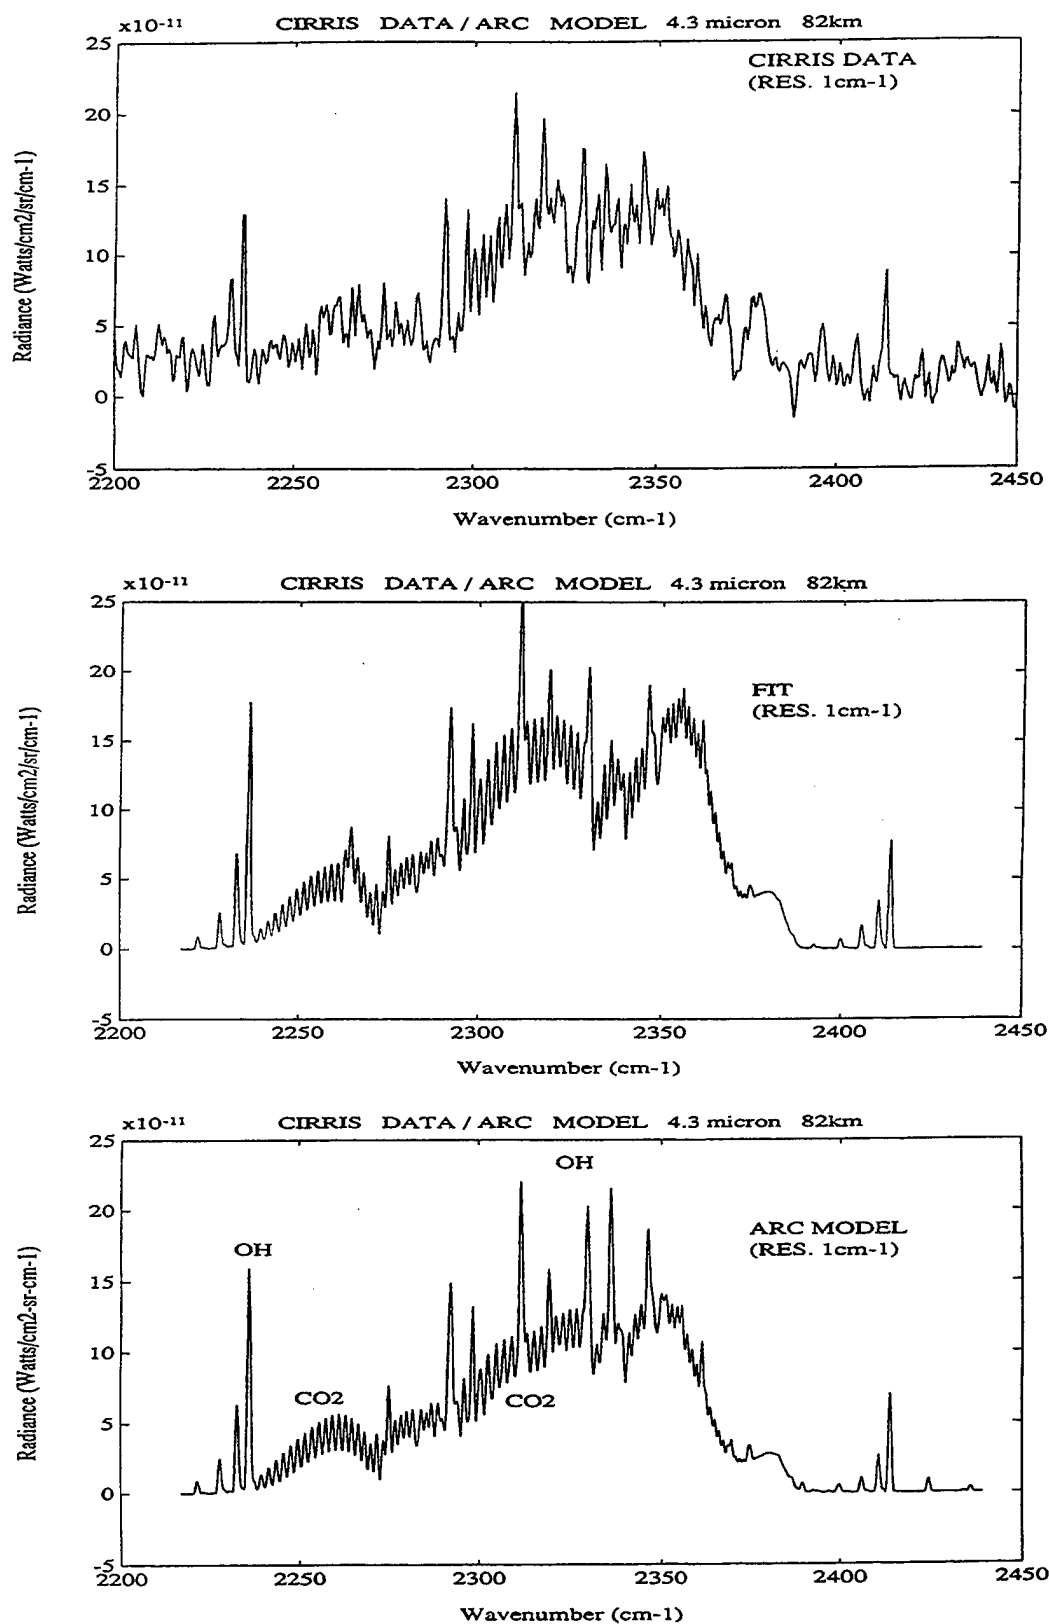 x10-11 CIRRIS DATA / ARC MODEL 4.3 micron 82km
CIRRIS DATA
(RES. 1cm-1)
25
20
15
10
5
0
-5
Radiance (Watts/cm2/sr/cm-1)
2200 2250 2300 2350 2400 2450
Wavenumber (cm-1)
x10-11 CIRRIS DATA / ARC MODEL 4.3 micron 82km
FIT
(RES. 1cm-1)
25
20
15
10
5
0
-5
Radiance (Watts/cm2/sr/cm-1)
2200 2250 2300 2350 2400 2450
Wavenumber (cm-1)
x10-11 CIRRIS DATA / ARC MODEL 4.3 micron 82km
OH
ARC MODEL
(RES. 1cm-1)
OH
CO2
CO2
25
20
15
10
5
0
-5
Radiance (Watts/cm2-sr-cm-1)
2200 2250 2300 2350 2400 2450
Wavenumber (cm-1)